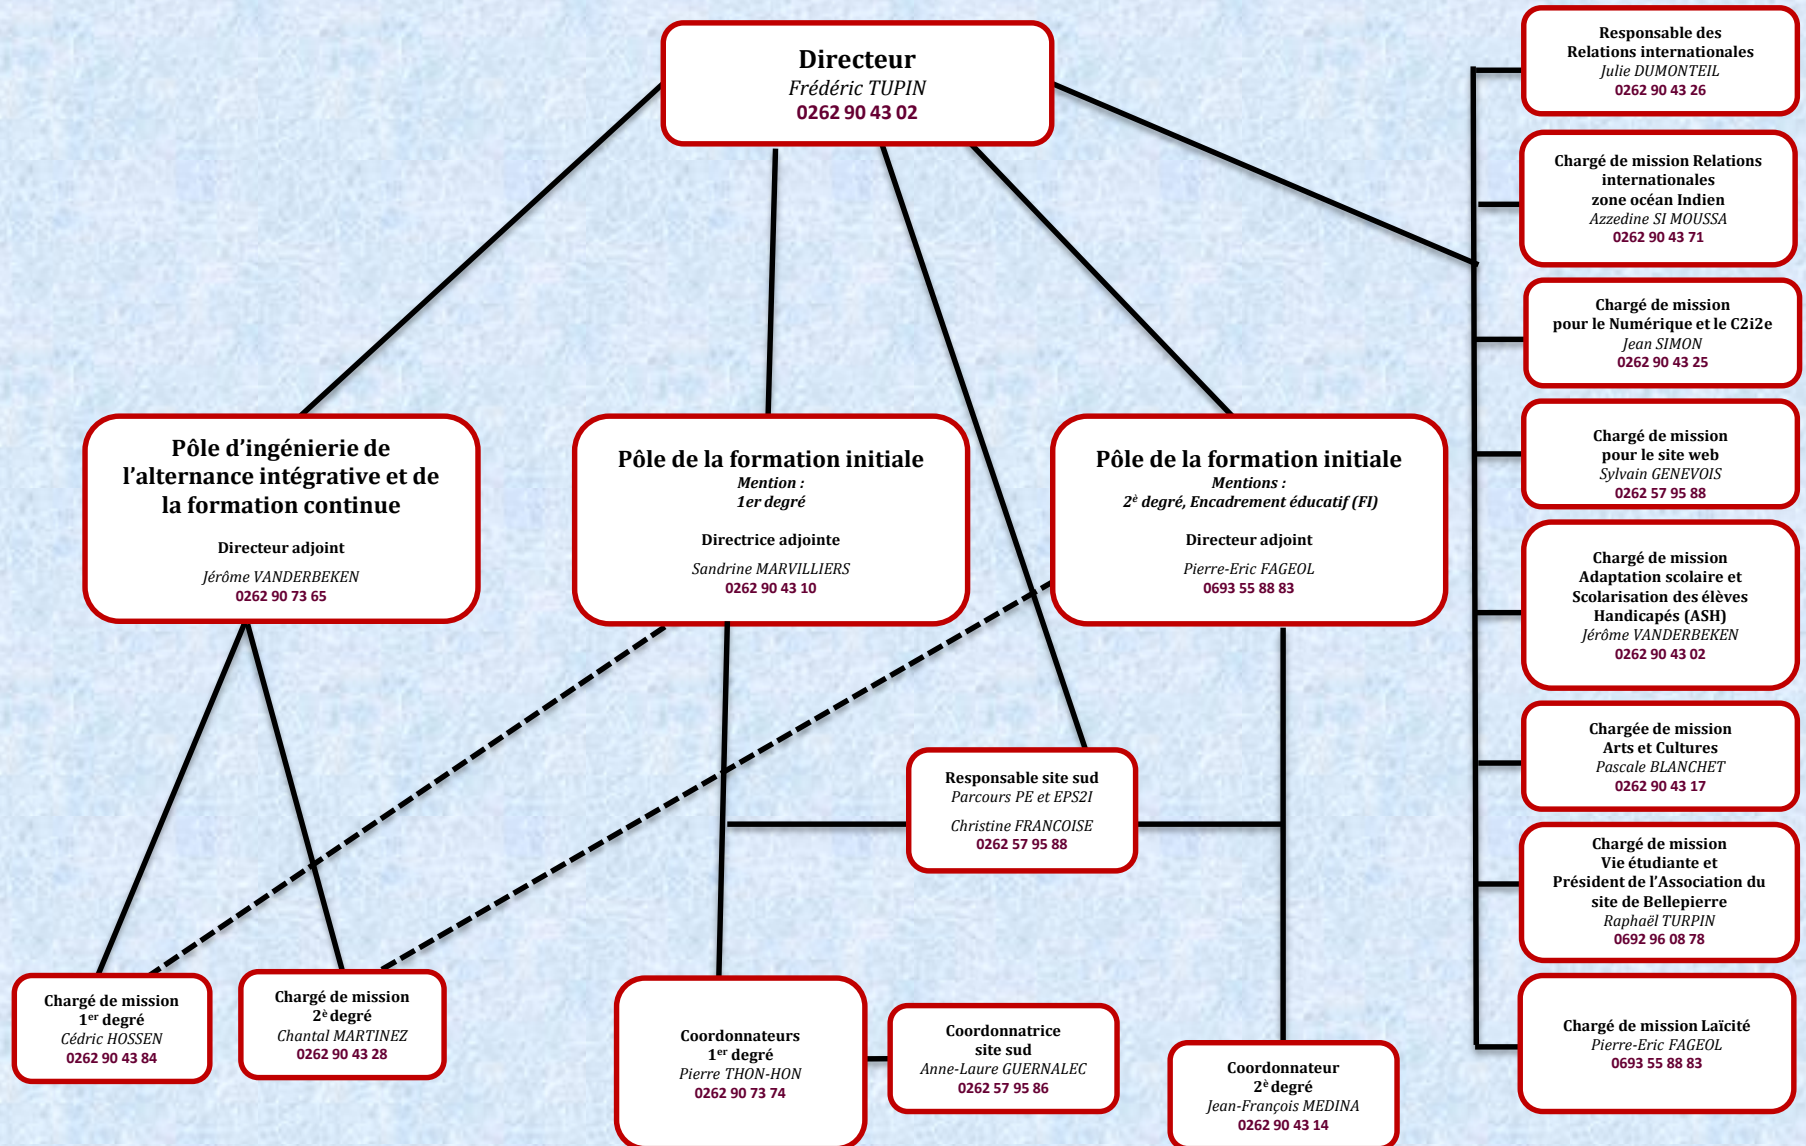 Directeur
Frédéric TUPIN
0262 90 43 02
Responsable des
Relations internationales
Julie DUMONTEIL
0262 90 43 26
Chargé de mission Relations
internationales
zone océan Indien
Azzedine SI MOUSSA
0262 90 43 71
Chargé de mission
pour le Numérique et le C2i2e
Jean SIMON
0262 90 43 25
Chargé de mission
pour le site web
Sylvain GENEVOIS
0262 57 95 88
Chargé de mission
Adaptation scolaire et
Scolarisation des élèves
Handicapés (ASH)
Jérôme VANDERBEKEN
0262 90 43 02
Chargée de mission
Arts et Cultures
Pascale BLANCHET
0262 90 43 17
Chargé de mission
Vie étudiante et
Président de l'Association du
site de Bellepierre
Raphaël TURPIN
0692 96 08 78
Chargé de mission Laïcité
Pierre-Eric FAGEOL
0693 55 88 83
Pôle d'ingénierie de
l'alternance intégrative et de
la formation continue
Directeur adjoint
Jérôme VANDERBEKEN
0262 90 73 65
Pôle de la formation initiale
Mention :
1er degré
Directrice adjointe
Sandrine MARVILLIERS
0262 90 43 10
Pôle de la formation initiale
Mentions :
2è degré, Encadrement éducatif (FI)
Directeur adjoint
Pierre-Eric FAGEOL
0693 55 88 83
Responsable site sud
Parcours PE et EPS2I
Christine FRANCOISE
0262 57 95 88
Chargé de mission
1er degré
Cédric HOSSEN
0262 90 43 84
Chargé de mission
2è degré
Chantal MARTINEZ
0262 90 43 28
Coordonnateurs
1er degré
Pierre THON-HON
0262 90 73 74
Coordonnatrice
site sud
Anne-Laure GUERNALEC
0262 57 95 86
Coordonnateur
2è degré
Jean-François MEDINA
0262 90 43 14